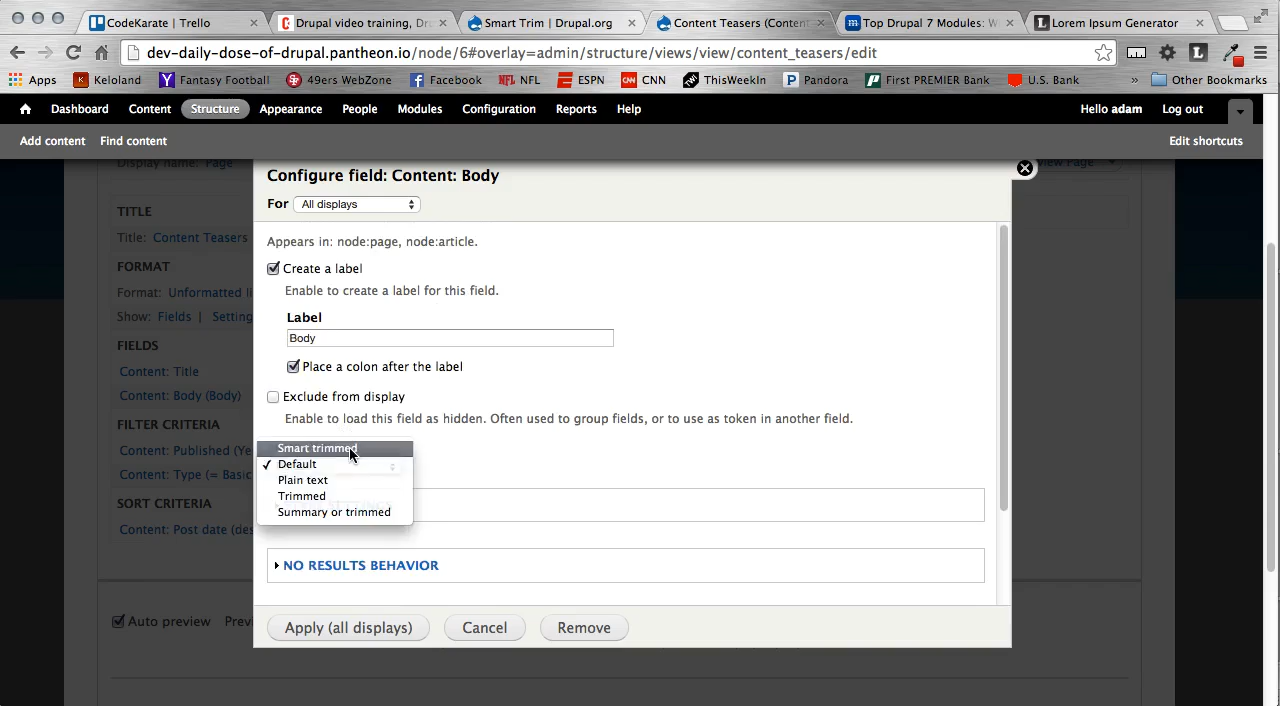 CodeKarate | Trello
Drupal video training, Dr
Smart Trim | Drupal.org
Content Teasers (Content
Top Drupal 7 Modules
Lorem Ipsum Generator
dev-daily-dose-of-drupal.pantheon.io/node/6#overlay=admin/structure/views/view/content_teasers/edit
Apps
Keloland
Fantasy Football
49ers WebZone
Facebook
NFL
ESPN
CNN
ThisWeekIn
Pandora
First PREMIER Bank
U.S. Bank
»
Other Bookmarks
Dashboard
Content
Structure
Appearance
People
Modules
Configuration
Reports
Help
Hello adam
Log out
Add content
Find content
Edit shortcuts
Display name: Page
view Page
TITLE
Title: Content Teasers
FORMAT
Format: Unformatted li
Show: Fields | Setting
FIELDS
Content: Title
Content: Body (Body)
FILTER CRITERIA
Content: Published (Ye
Content: Type (= Basic
SORT CRITERIA
Content: Post date (des
Auto preview
Prev
Configure field: Content: Body
For All displays
Appears in: node:page, node:article.
Create a label
Enable to create a label for this field.
Label
Body
Place a colon after the label
Exclude from display
Enable to load this field as hidden. Often used to group fields, or to use as token in another field.
Smart trimmed
✓ Default
Plain text
Trimmed
Summary or trimmed
NO RESULTS BEHAVIOR
Apply (all displays)
Cancel
Remove